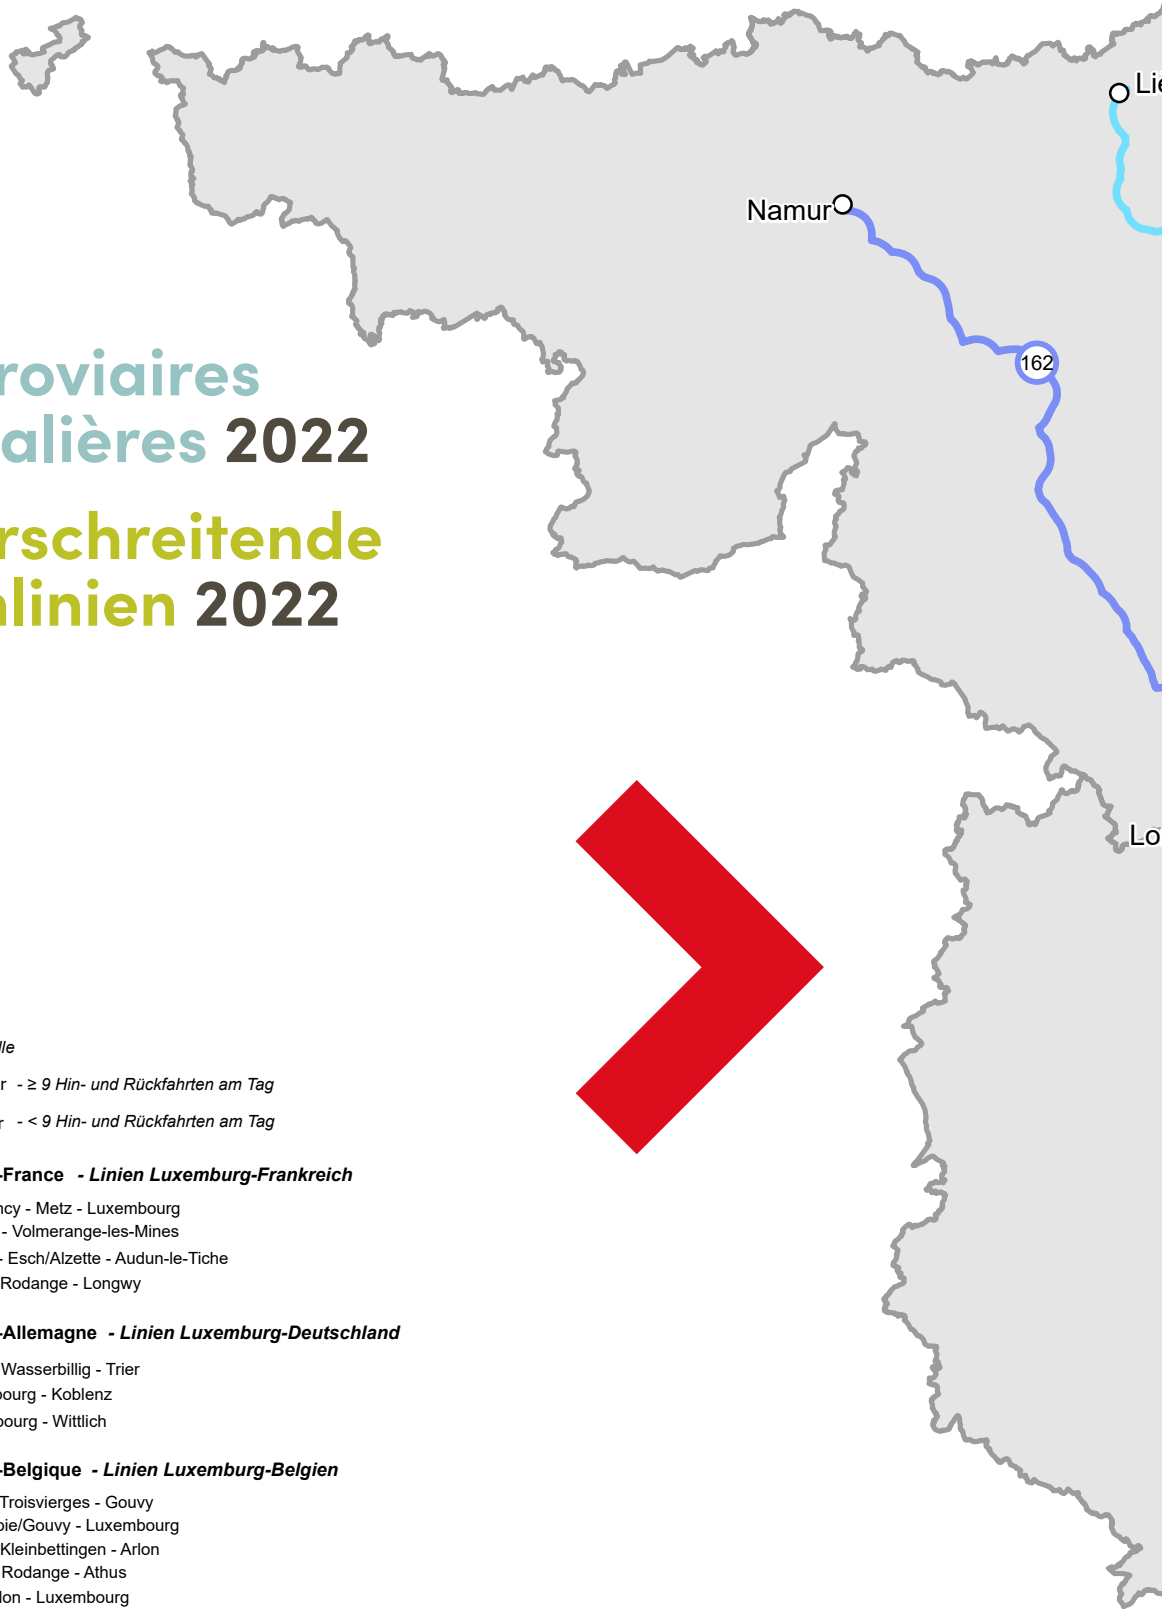 roviaires
alières 2022
rschreitende
nlinien 2022
Namur
Lie
162
Lo
lle
r - ≥ 9 Hin- und Rückfahrten am Tag
r - < 9 Hin- und Rückfahrten am Tag
-France - Linien Luxemburg-Frankreich
ncy - Metz - Luxembourg
- Volmerange-les-Mines
- Esch/Alzette - Audun-le-Tiche
Rodange - Longwy
-Allemagne - Linien Luxemburg-Deutschland
Wasserbillig - Trier
bourg - Koblenz
bourg - Wittlich
-Belgique - Linien Luxemburg-Belgien
Troisvierges - Gouvy
oie/Gouvy - Luxembourg
Kleinbettingen - Arlon
Rodange - Athus
lon - Luxembourg